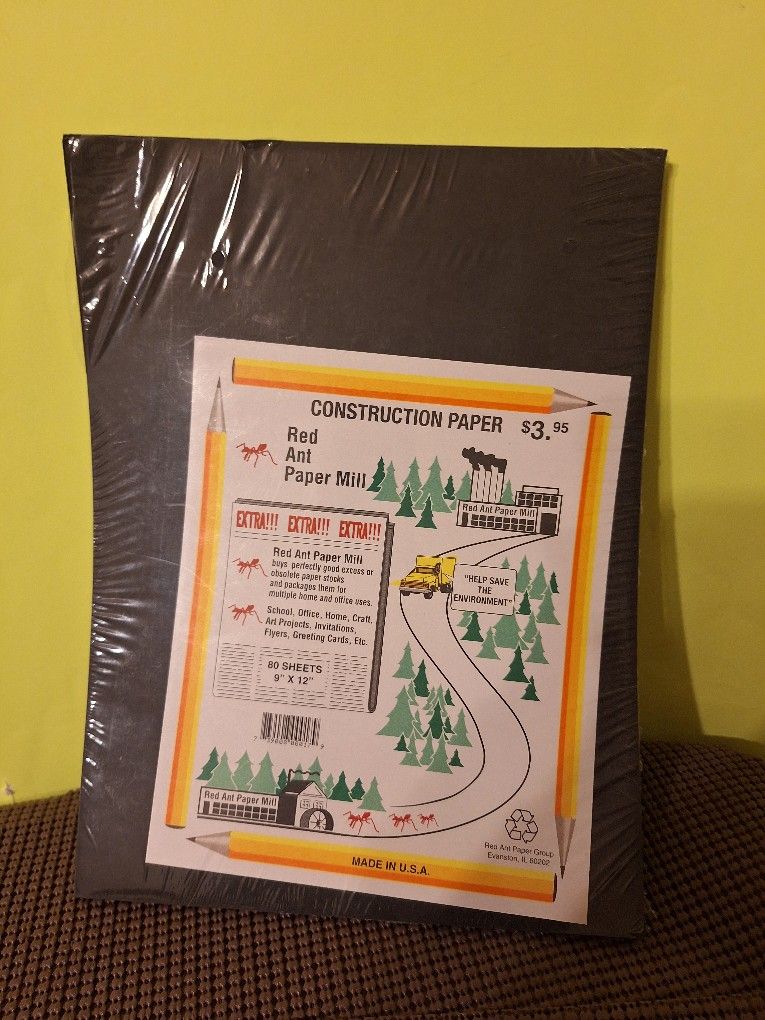 CONSTRUCTION PAPER $3.95
Red
Ant
Paper Mill
Red Ant Paper Mill
EXTRA!!! EXTRA!!! EXTRA!!!
Red Ant Paper Mill
buys perfectly good excess or
obsolete paper stocks
and packages them for
multiple home and office uses.
School, Office, Home, Craft,
Art Projects, Invitations,
Flyers, Greeting Cards, Etc.
80 SHEETS
9" X 12"
"HELP SAVE
THE
ENVIRONMENT"
Red Ant Paper Mill
Red Ant Paper Group
Evanston, IL 60202
MADE IN U.S.A.